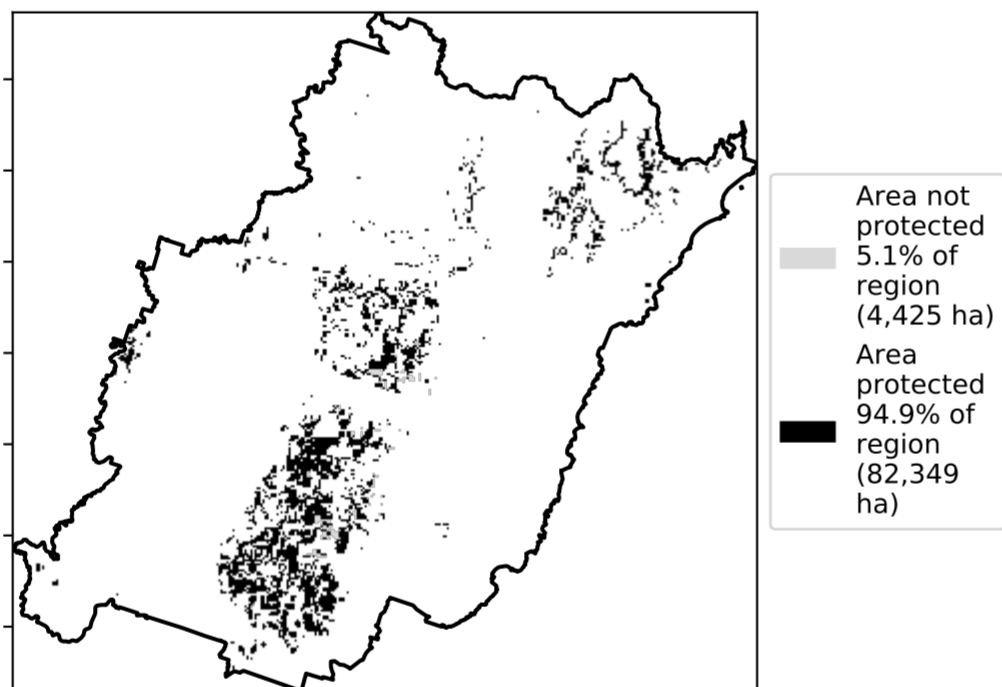 Area not
protected
5.1% of
region
(4,425 ha)
Area
protected
94.9% of
region
(82,349
ha)